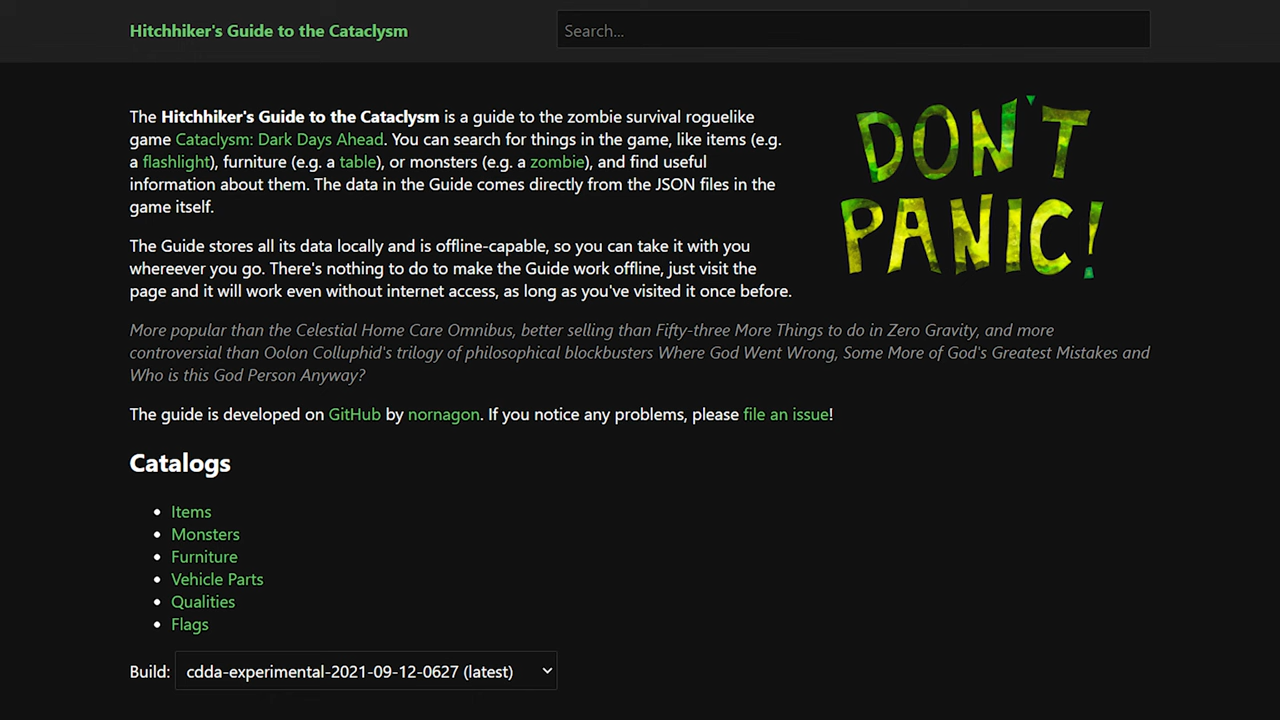 Hitchhiker's Guide to the Cataclysm
Search...
The Hitchhiker's Guide to the Cataclysm is a guide to the zombie survival roguelike
game Cataclysm: Dark Days Ahead. You can search for things in the game, like items (e.g.
a flashlight), furniture (e.g. a table), or monsters (e.g. a zombie), and find useful
information about them. The data in the Guide comes directly from the JSON files in the
game itself.
DON'T
PANIC!
The Guide stores all its data locally and is offline-capable, so you can take it with you
whereever you go. There's nothing to do to make the Guide work offline, just visit the
page and it will work even without internet access, as long as you've visited it once before.
More popular than the Celestial Home Care Omnibus, better selling than Fifty-three More Things to do in Zero Gravity, and more
controversial than Oolon Colluphid's trilogy of philosophical blockbusters Where God Went Wrong, Some More of God's Greatest Mistakes and
Who is this God Person Anyway?
The guide is developed on GitHub by nornagon. If you notice any problems, please file an issue!
Catalogs
Items
Monsters
Furniture
Vehicle Parts
Qualities
Flags
Build: cdda-experimental-2021-09-12-0627 (latest)